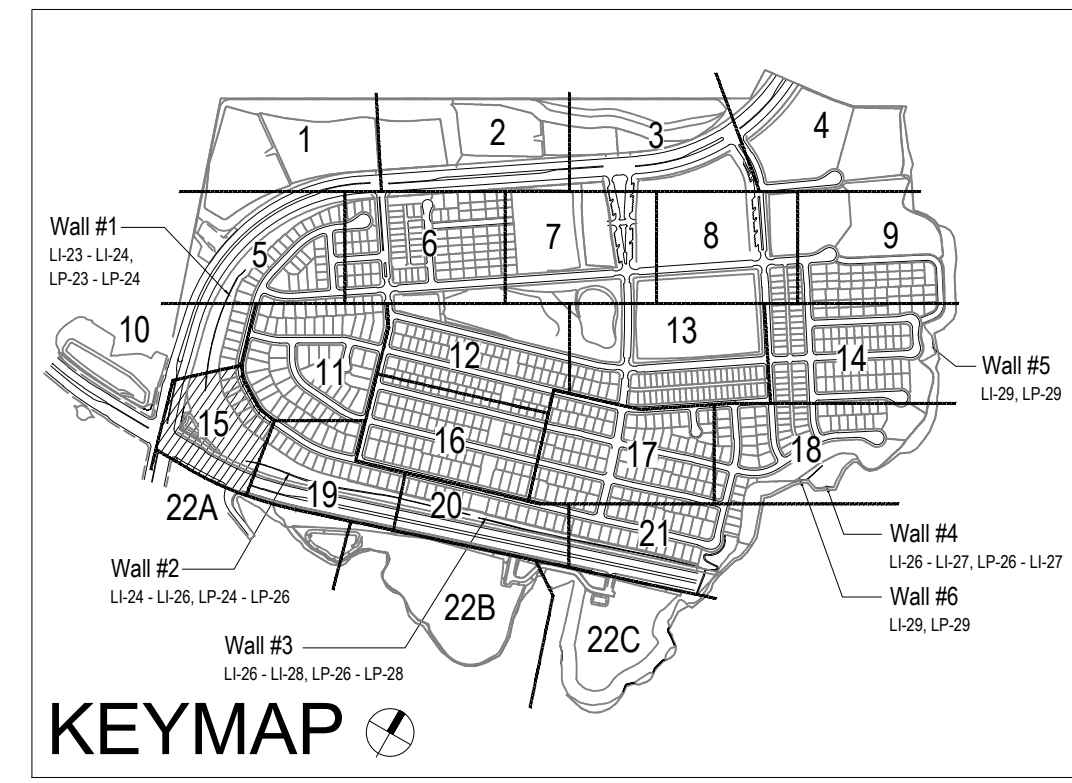 1
2
3
4
Wall #1
LI-23 - LI-24,
LP-23 - LP-24
5
6
7
8
9
10
11
12
13
14
Wall #5
LI-29, LP-29
15
16
17
18
19
20
21
22A
Wall #2
LI-24 - LI-26, LP-24 - LP-26
22B
Wall #3
LI-26 - LI-28, LP-26 - LP-28
22C
Wall #4
LI-26 - LI-27, LP-26 - LI-27
Wall #6
LI-29, LP-29
KEYMAP